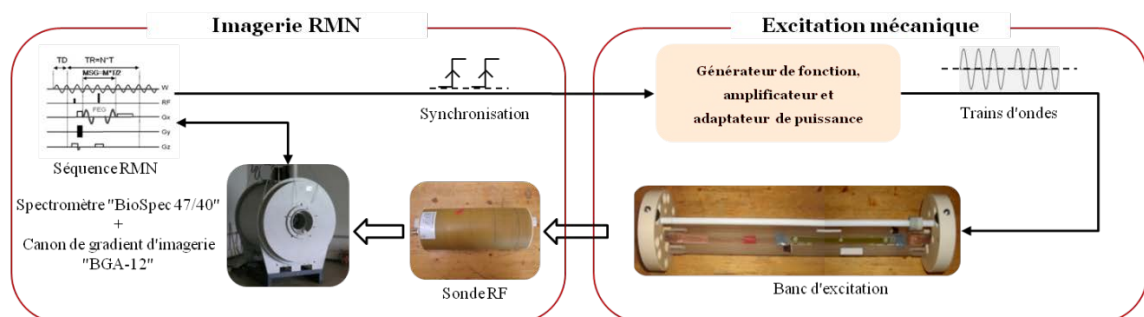 Imagerie RMN
Excitation mécanique
TD
TR=N*T
MSG=M*T/2
W
RF
FEG
Gx
Gy
Gz
Séquence RMN
Synchronisation
Générateur de fonction,
amplificateur et
adaptateur de puissance
Trains d'ondes
Spectromètre "BioSpec 47/40"
+
Canon de gradient d'imagerie
"BGA-12"
Sonde RF
Banc d'excitation